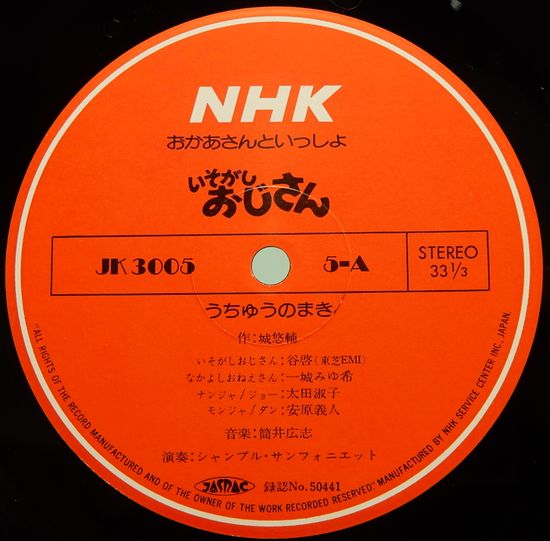 NHK
おかあさんといっしょ
いそがし
おじさん
JK 3005
5-A
STEREO
33 1/3
うちゅうのまき
作:城悠輔
いそがしおじさん:谷啓(東芝EMI)
なかよしおねえさん:一城みゆ希
ナンジャ/ジョー:太田淑子
モンジャ/ダン:安原義人
音楽:筒井広志
演奏:シャンブル・サンフォニエット
JASRAC 録認No.50441
"ALL RIGHTS OF THE RECORD MANUFACTURED AND OF THE OWNER OF THE WORK RECORDED RESERVED" MANUFACTURED BY NHK SERVICE CENTER INC., JAPAN.